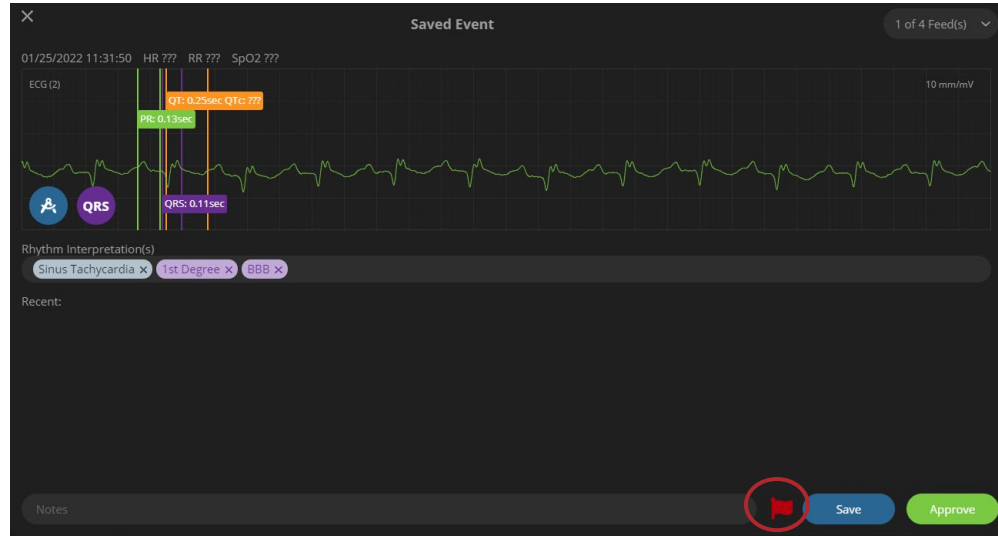 Saved Event
1 of 4 Feed(s)
01/25/2022 11:31:50 HR ??? RR ??? SpO2 ???
ECG (2)
10 mm/mV
QT: 0.25sec QTc: ???
PR: 0.13sec
QRS
QRS: 0.11sec
Rhythm Interpretation(s)
Sinus Tachycardia × 1st Degree × BBB ×
Recent:
Notes
Save
Approve